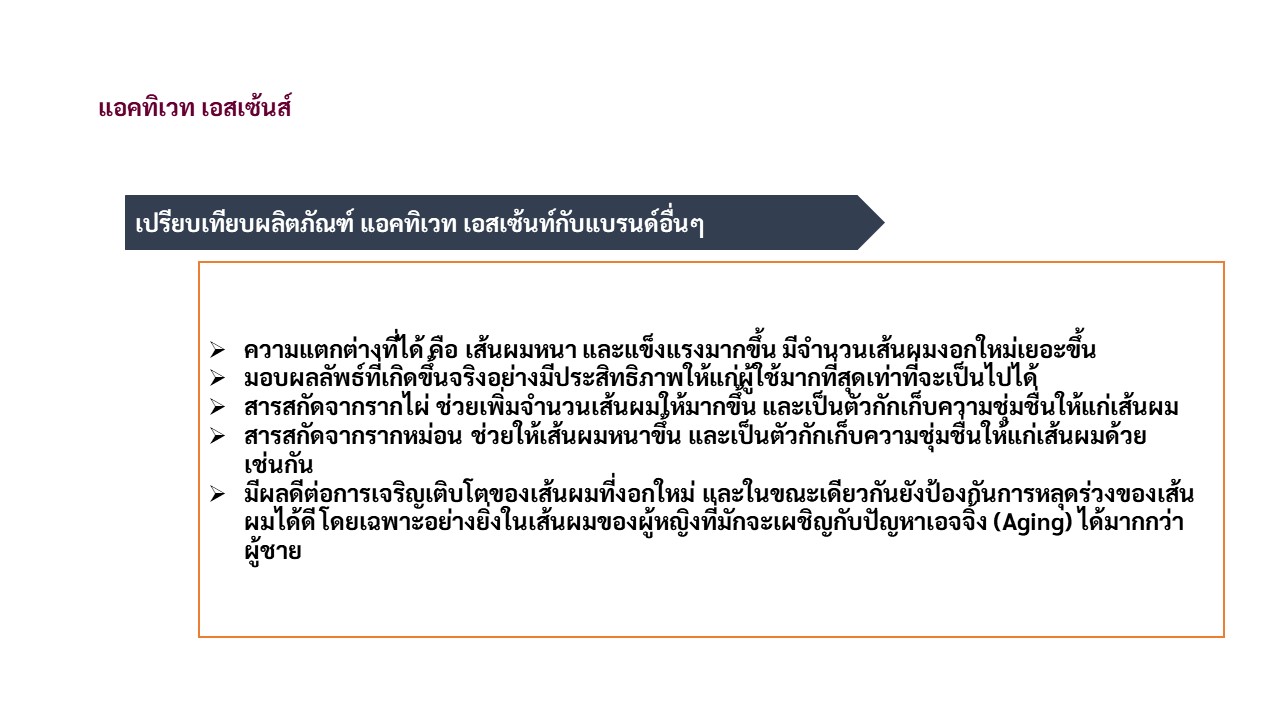 แอคทิเวท เอสเซ้นส์
เปรียบเทียบผลิตภัณฑ์ แอคทิเวท เอสเซ้นท์กับแบรนด์อื่นๆ
➢ ความแตกต่างที่ได้ คือ เส้นผมหนา และแข็งแรงมากขึ้น มีจำนวนเส้นผมงอกใหม่เยอะขึ้น
➢ มอบผลลัพธ์ที่เกิดขึ้นจริงอย่างมีประสิทธิภาพให้แก่ผู้ใช้มากที่สุดเท่าที่จะเป็นไปได้
➢ สารสกัดจากรากไผ่ ช่วยเพิ่มจำนวนเส้นผมให้มากขึ้น และเป็นตัวกักเก็บความชุ่มชื่นให้แก่เส้นผม
➢ สารสกัดจากรากหม่อน ช่วยให้เส้นผมหนาขึ้น และเป็นตัวกักเก็บความชุ่มชื่นให้แก่เส้นผมด้วย
เช่นกัน
➢ มีผลดีต่อการเจริญเติบโตของเส้นผมที่งอกใหม่ และในขณะเดียวกันยังป้องกันการหลุดร่วงของเส้น
ผมได้ดี โดยเฉพาะอย่างยิ่งในเส้นผมของผู้หญิงที่มักจะเผชิญกับปัญหาเอจจิ้ง (Aging) ได้มากกว่า
ผู้ชาย